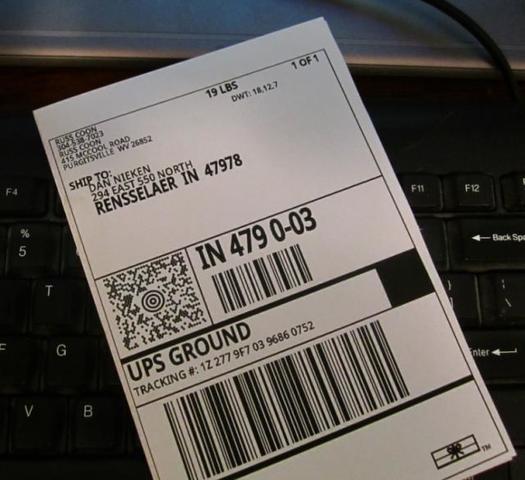 19 LBS
1 OF 1
DWT: 18,12,7
RUSS COON
304-538-7023
RUSS COON
415 MCCOOL ROAD
PURGITSVILLE WV 26852
SHIP TO:
DAN NIEKEN
294 EAST 550 NORTH
RENSSELAER IN 47978
IN 479 0-03
UPS GROUND
TRACKING #: 1Z 277 9F7 03 9686 0752
TM
F4
F11
F12
%
5
Back Spa
T
{
[
}
F
G
Enter
V
B